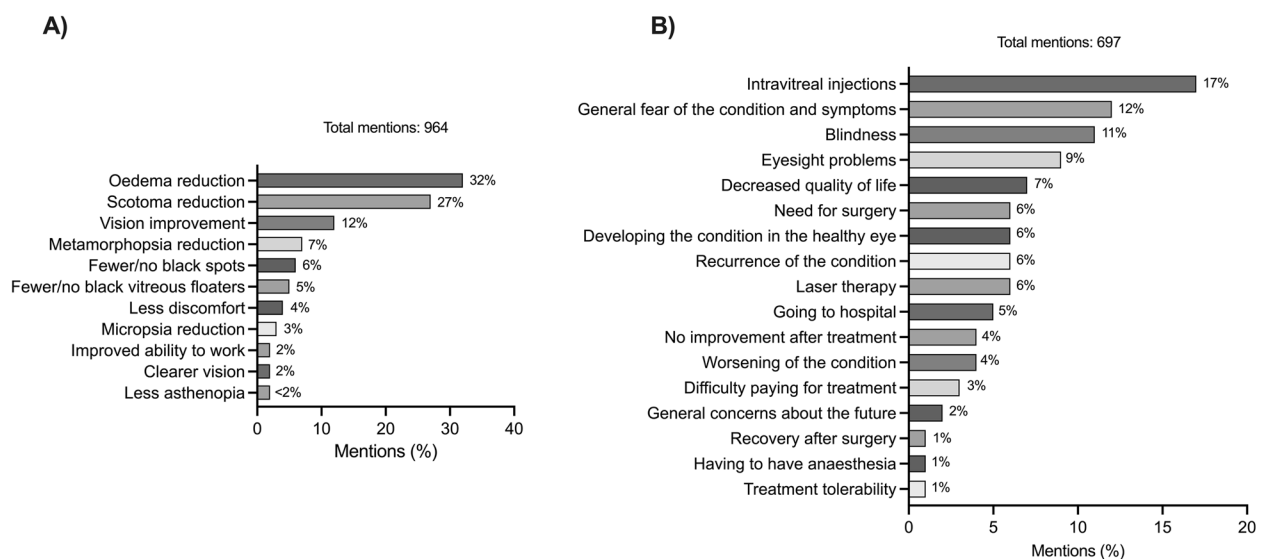 A)
Total mentions: 964
Oedema reduction 32%
Scotoma reduction 27%
Vision improvement 12%
Metamorphopsia reduction 7%
Fewer/no black spots 6%
Fewer/no black vitreous floaters 5%
Less discomfort 4%
Micropsia reduction 3%
Improved ability to work 2%
Clearer vision 2%
Less asthenopia <2%
0 10 20 30 40
Mentions (%)
B)
Total mentions: 697
Intravitreal injections 17%
General fear of the condition and symptoms 12%
Blindness 11%
Eyesight problems 9%
Decreased quality of life 7%
Need for surgery 6%
Developing the condition in the healthy eye 6%
Recurrence of the condition 6%
Laser therapy 6%
Going to hospital 5%
No improvement after treatment 4%
Worsening of the condition 4%
Difficulty paying for treatment 3%
General concerns about the future 2%
Recovery after surgery 1%
Having to have anaesthesia 1%
Treatment tolerability 1%
0 5 10 15 20
Mentions (%)